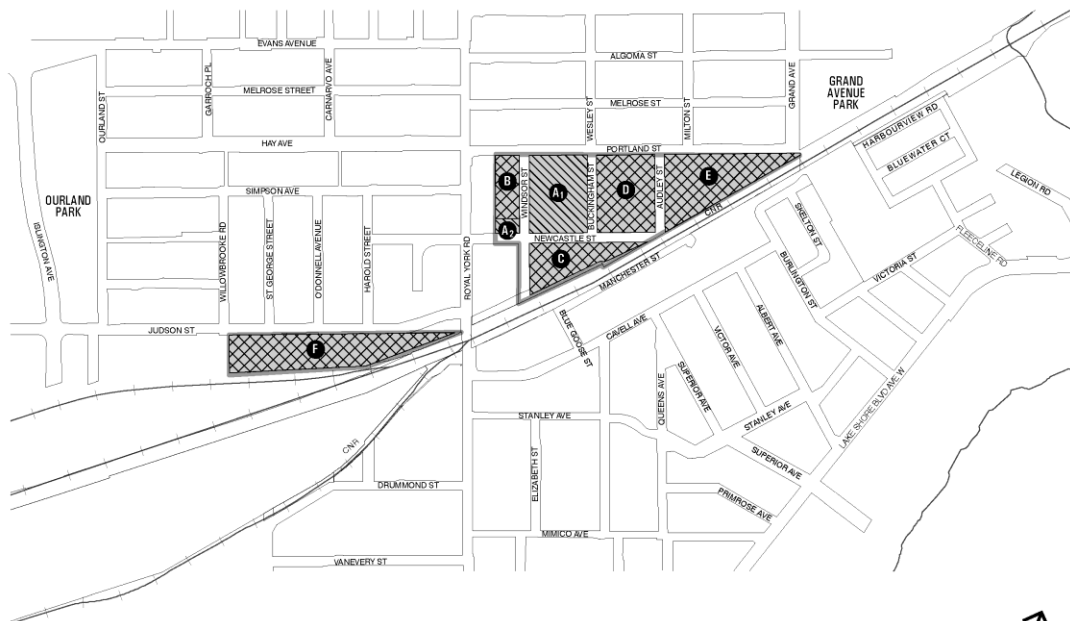 EVANS AVENUE
ALGOMA ST
GRAND
AVENUE
PARK
OURLAND ST
GARROCH PL
CARNARVO AVE
MELROSE STREET
WESLEY ST
MELROSE ST
MILTON ST
GRAND AVE
HARBOURVIEW RD
BLUEWATER CT
HAY AVE
PORTLAND ST
LEGION RD
OURLAND
PARK
ISLINGTON AVE
SIMPSON AVE
WILLOWBROOKE RD
ST GEORGE STREET
O'DONNELL AVENUE
HAROLD STREET
ROYAL YORK RD
B
WINDSOR ST
A1
BUCKINGHAM ST
D
AUDLEY ST
E
CNR
A2
NEWCASTLE ST
C
MANCHESTER ST
SKELTON ST
BURLINGTON ST
VICTORIA ST
FLEECELINE RD
JUDSON ST
F
BLUE GOOSE ST
CAVELL AVE
VICTOR AVE
ALBERT AVE
QUEENS AVE
SUPERIOR AVE
STANLEY AVE
STANLEY AVE
LAKE SHORE BLVD AVE W
CNR
ELIZABETH ST
SUPERIOR AVE
DRUMMOND ST
PRIMROSE AVE
MIMICO AVE
VANEVERY ST